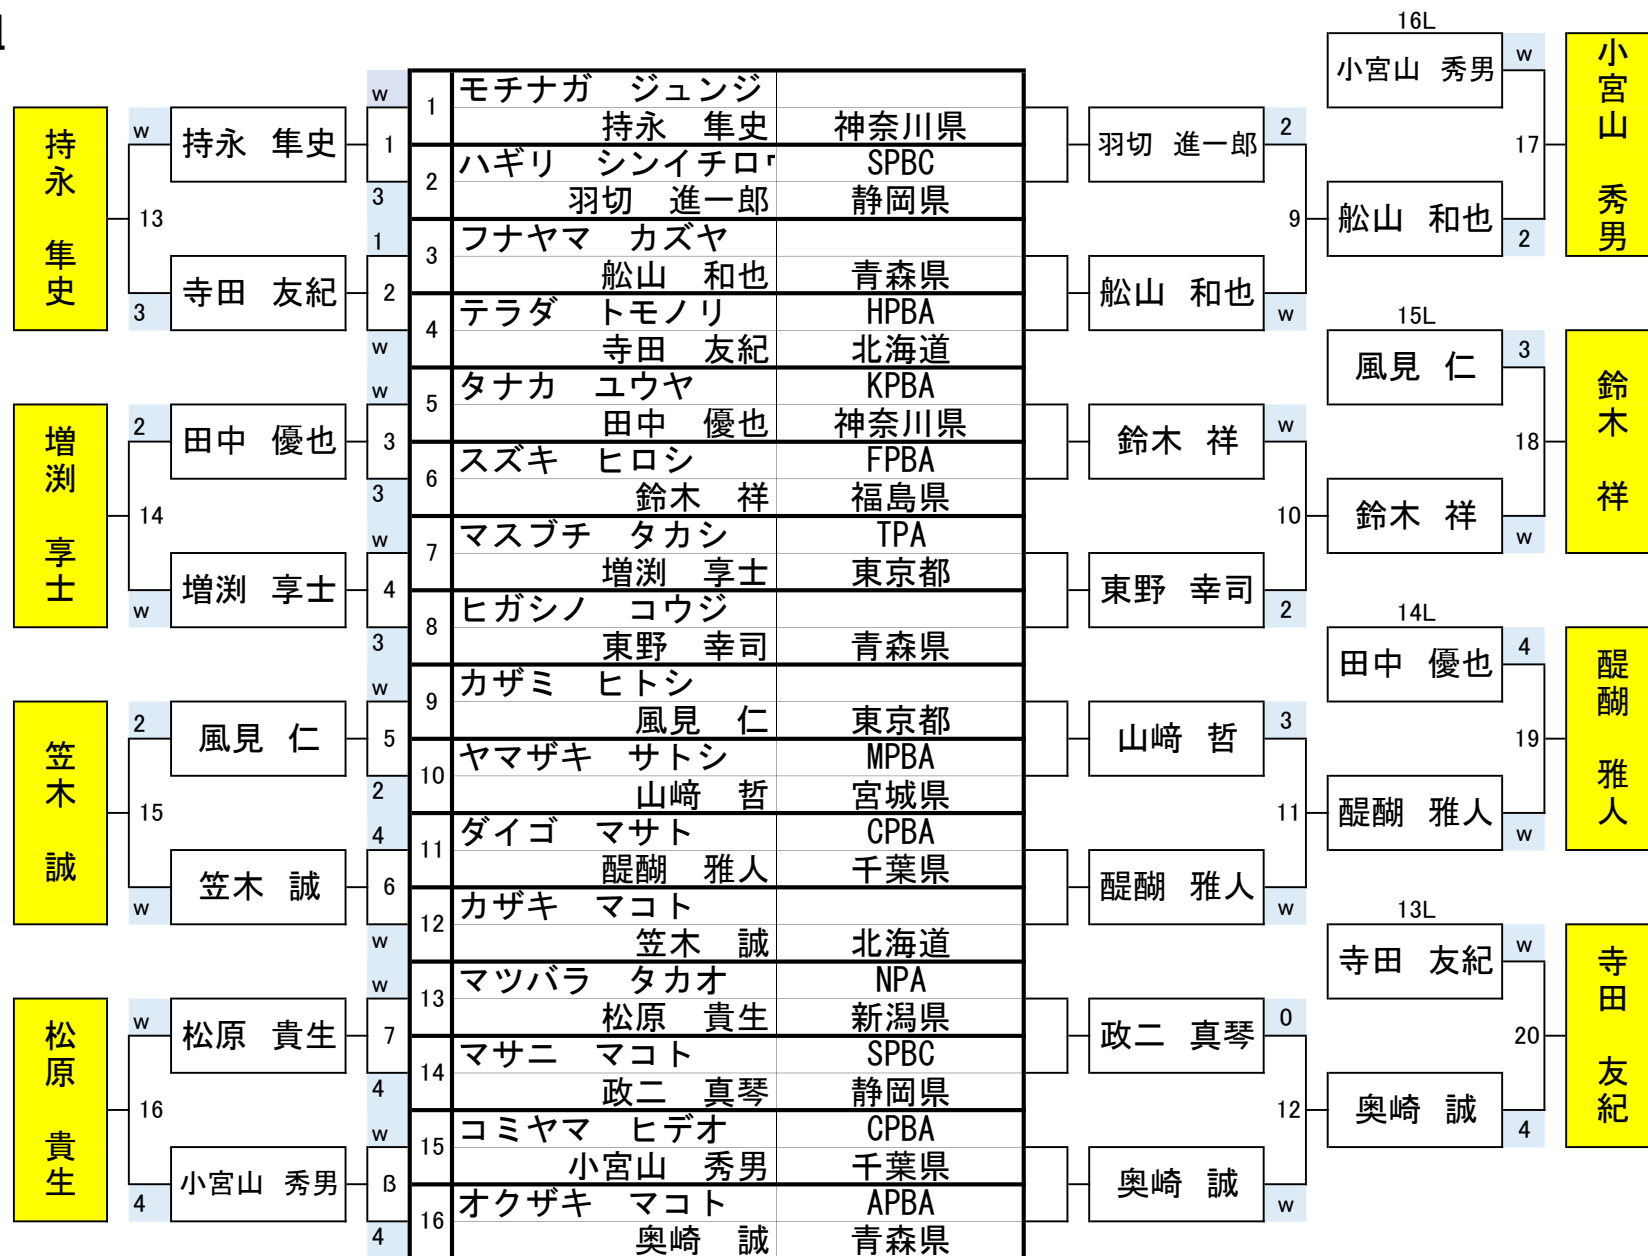 1
16L
小宮山 秀男
w
小宮山 秀男
17
舩山 和也
2
w
持永 隼史
w
持永 隼史
1
3
13
1
寺田 友紀
2
3
w
1 モチナガ ジュンジ
持永 隼史 神奈川県
2 ハギリ シンイチロウ SPBC
羽切 進一郎 静岡県
3 フナヤマ カズヤ
舩山 和也 青森県
4 テラダ トモノリ HPBA
寺田 友紀 北海道
5 タナカ ユウヤ KPBA
田中 優也 神奈川県
6 スズキ ヒロシ FPBA
鈴木 祥 福島県
7 マスブチ タカシ TPA
増渕 享士 東京都
8 ヒガシノ コウジ
東野 幸司 青森県
9 カザミ ヒトシ
風見 仁 東京都
10 ヤマザキ サトシ MPBA
山﨑 哲 宮城県
11 ダイゴ マサト CPBA
醍醐 雅人 千葉県
12 カザキ マコト
笠木 誠 北海道
13 マツバラ タカオ NPA
松原 貴生 新潟県
14 マサニ マコト SPBC
政二 真琴 静岡県
15 コミヤマ ヒデオ CPBA
小宮山 秀男 千葉県
16 オクザキ マコト APBA
奥崎 誠 青森県
羽切 進一郎
2
9
舩山 和也
w
15L
風見 仁
3
鈴木 祥
18
鈴木 祥
w
w
増渕 享士
2
田中 優也
3
3
14
w
増渕 享士
4
w
3
鈴木 祥
w
10
東野 幸司
2
14L
田中 優也
4
醍醐 雅人
19
醍醐 雅人
w
w
笠木 誠
2
風見 仁
5
2
15
4
笠木 誠
6
w
w
山﨑 哲
3
11
醍醐 雅人
w
13L
寺田 友紀
w
寺田 友紀
20
奥崎 誠
4
w
松原 貴生
w
松原 貴生
7
4
16
w
小宮山 秀男
8
4
4
政二 真琴
0
12
奥崎 誠
w